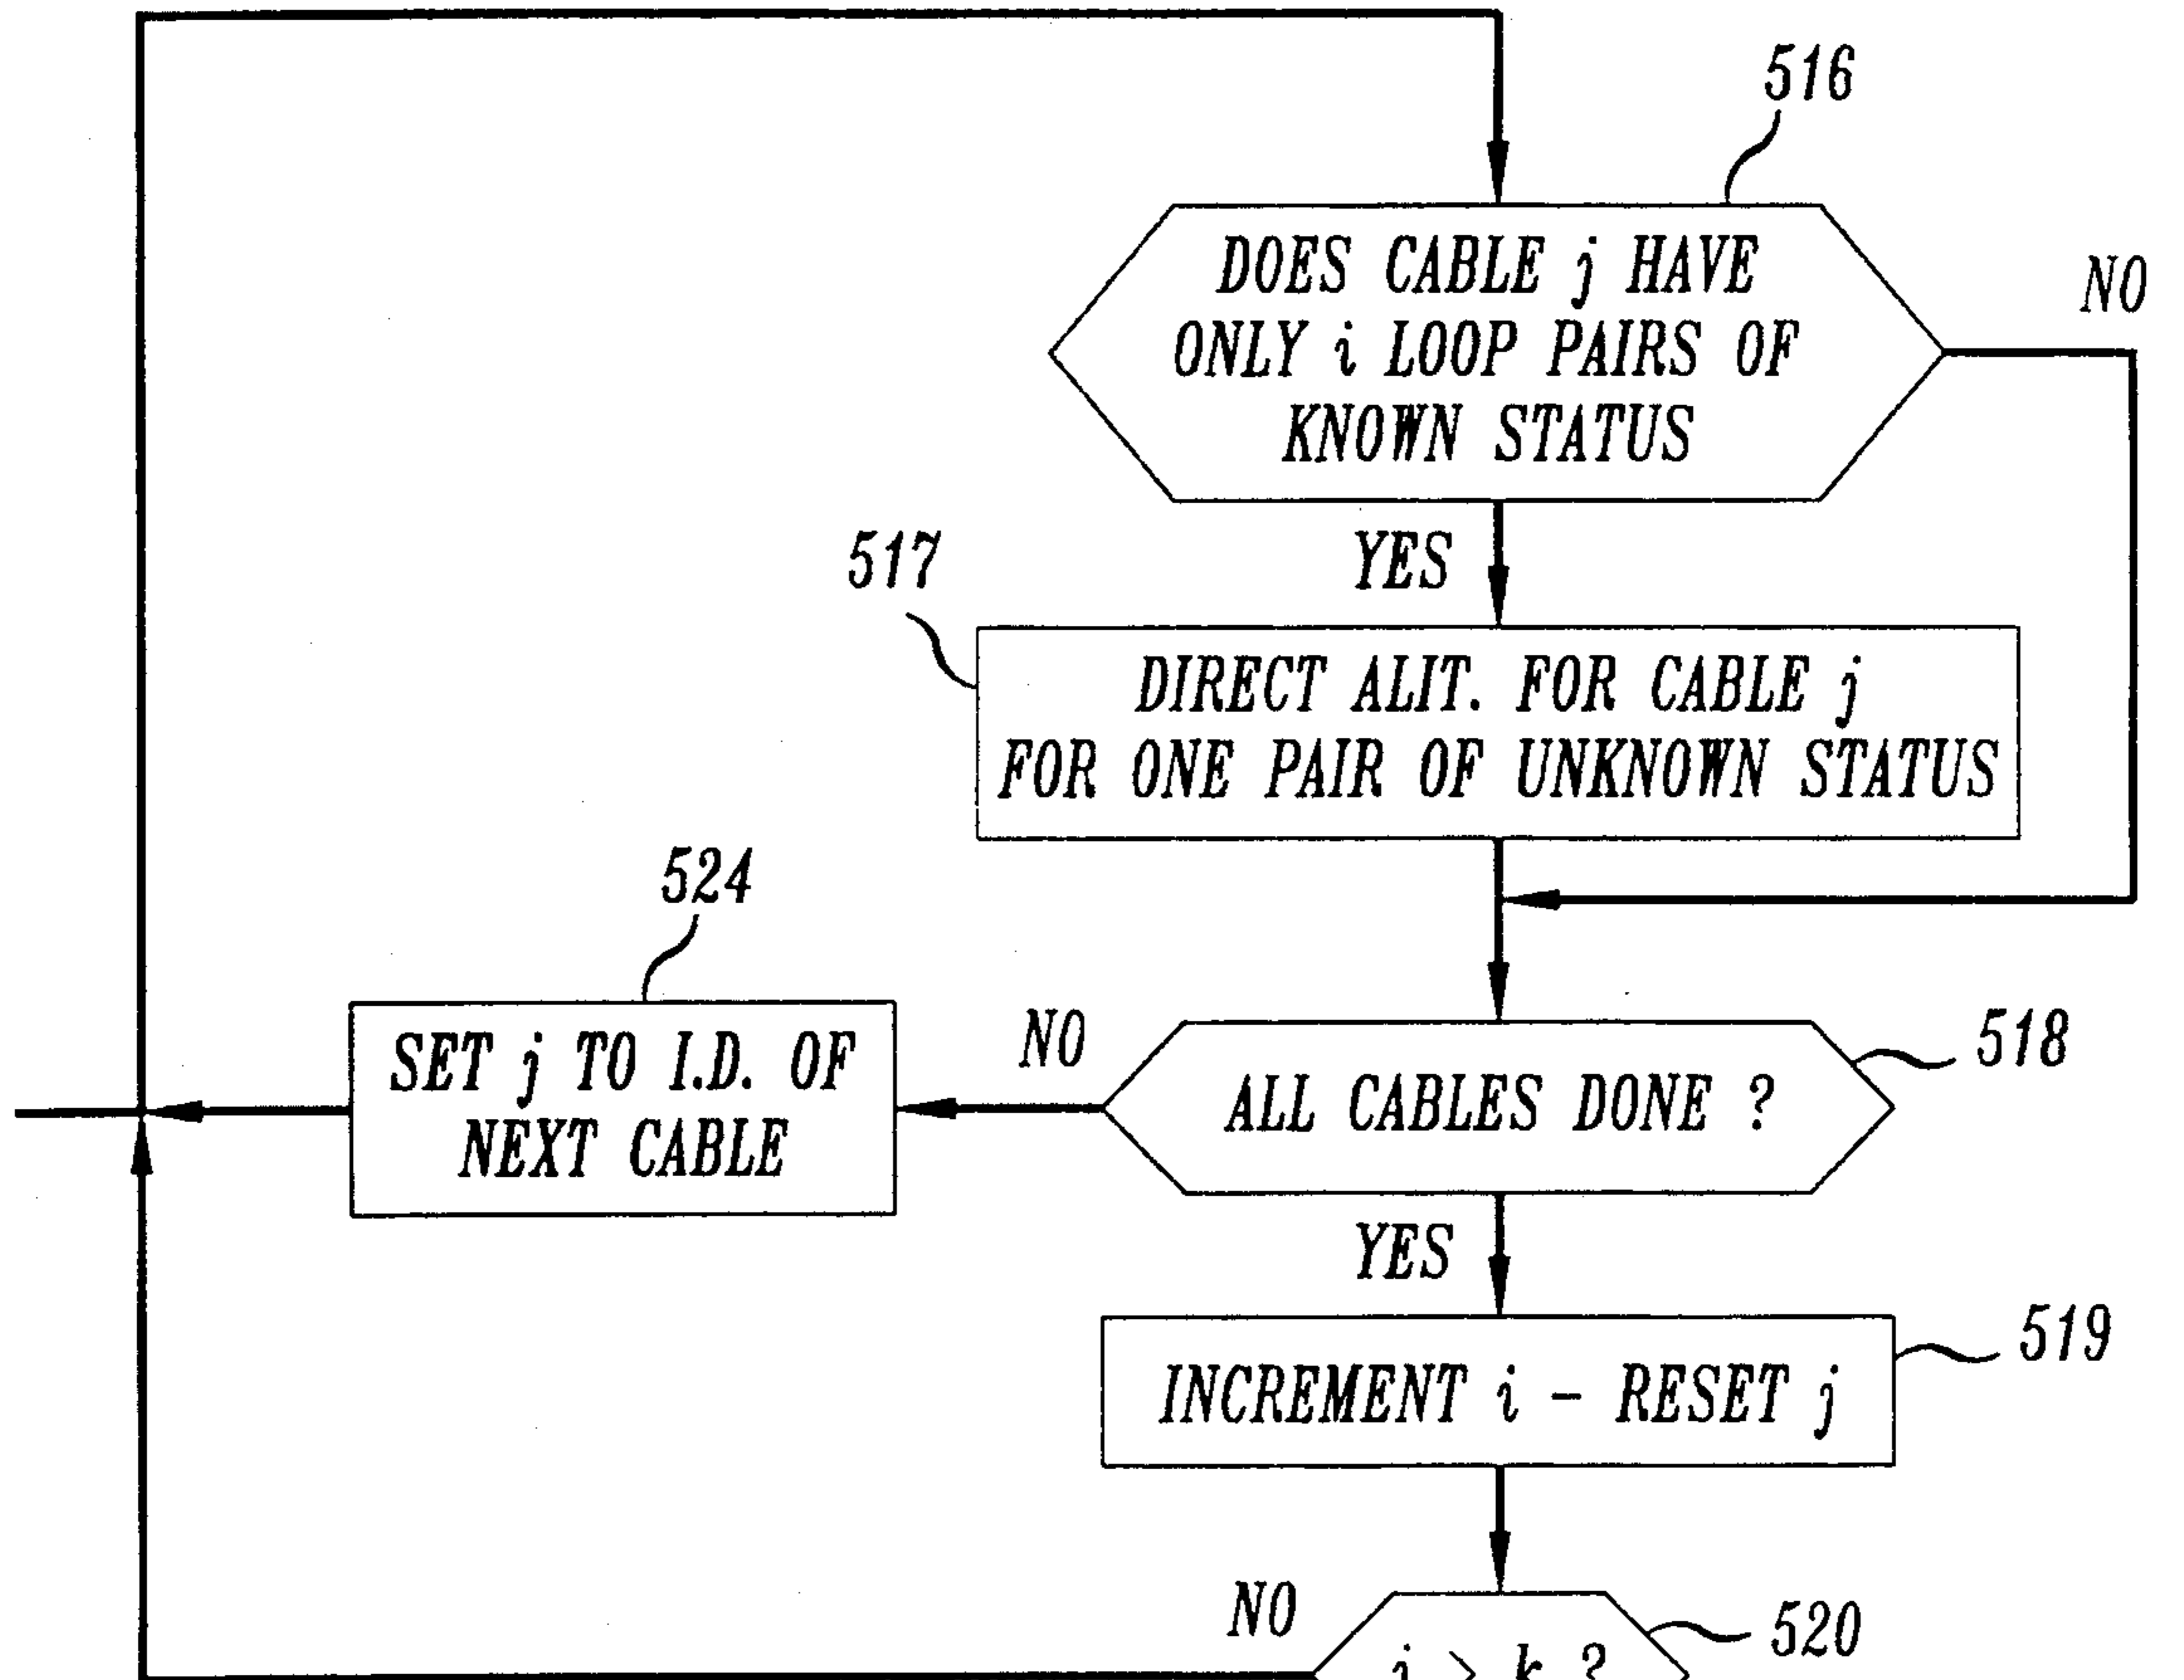 516
DOES CABLE j HAVE
ONLY i LOOP PAIRS OF
KNOWN STATUS
NO
YES
517
DIRECT ALIT. FOR CABLE j
FOR ONE PAIR OF UNKNOWN STATUS
524
SET j TO I.D. OF
NEXT CABLE
NO
518
ALL CABLES DONE ?
YES
519
INCREMENT i - RESET j
NO
520
i > k ?